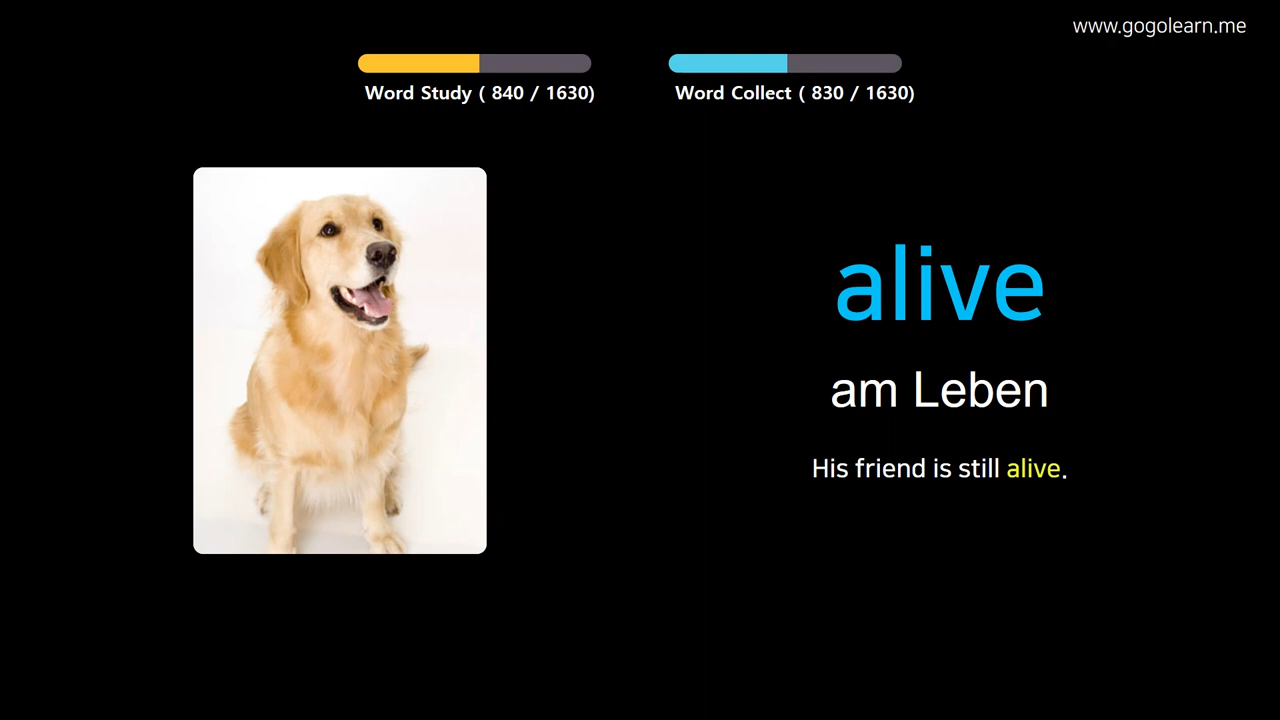 www.gogolearn.me
Word Study ( 840 / 1630)
Word Collect ( 830 / 1630)
alive
am Leben
His friend is still alive.